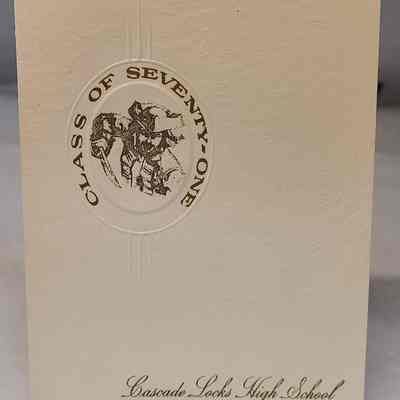 CLASS OF SEVENTY-ONE
Cascade Locks High School